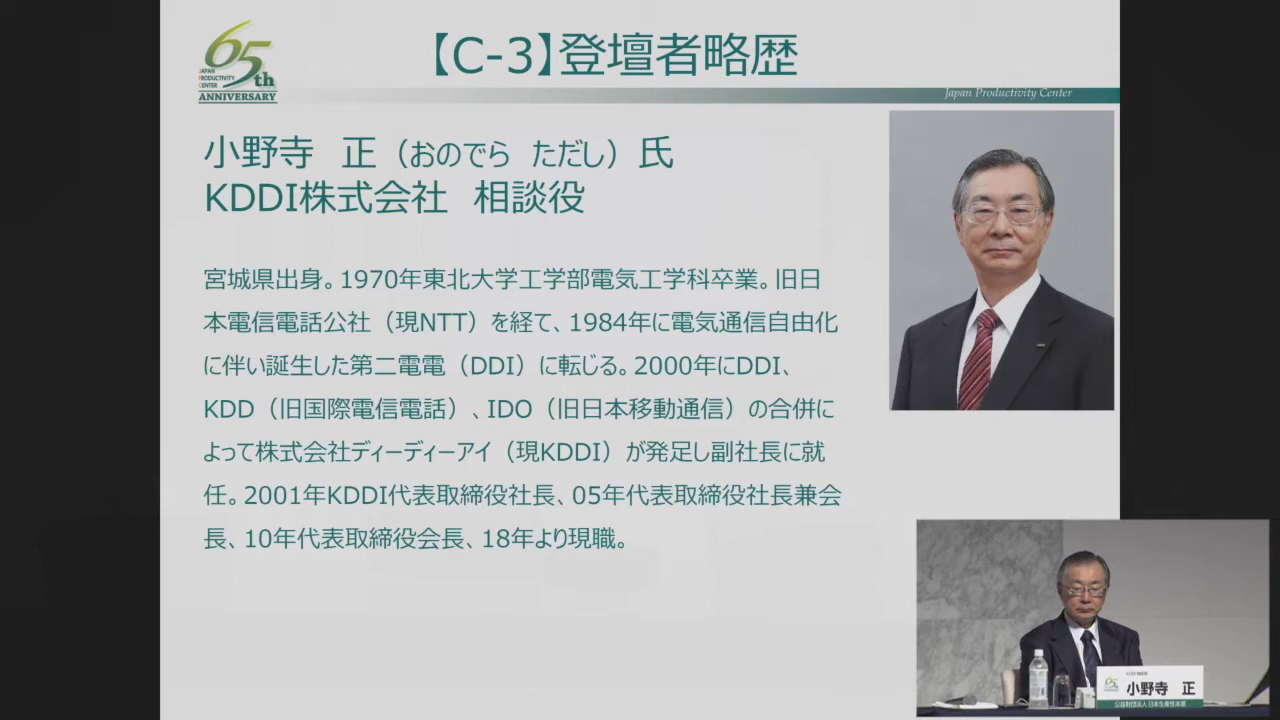 65th
JAPAN
PRODUCTIVITY
CENTER
ANNIVERSARY
【C-3】登壇者略歴
Japan Productivity Center
小野寺　正（おのでら　ただし）氏
KDDI株式会社　相談役
宮城県出身。1970年東北大学工学部電気工学科卒業。旧日
本電信電話公社（現NTT）を経て、1984年に電気通信自由化
に伴い誕生した第二電電（DDI）に転じる。2000年にDDI、
KDD（旧国際電信電話）、IDO（旧日本移動通信）の合併に
よって株式会社ディーディーアイ（現KDDI）が発足し副社長に就
任。2001年KDDI代表取締役社長、05年代表取締役社長兼会
長、10年代表取締役会長、18年より現職。
65
小野寺　正
公益財団法人 日本生産性本部